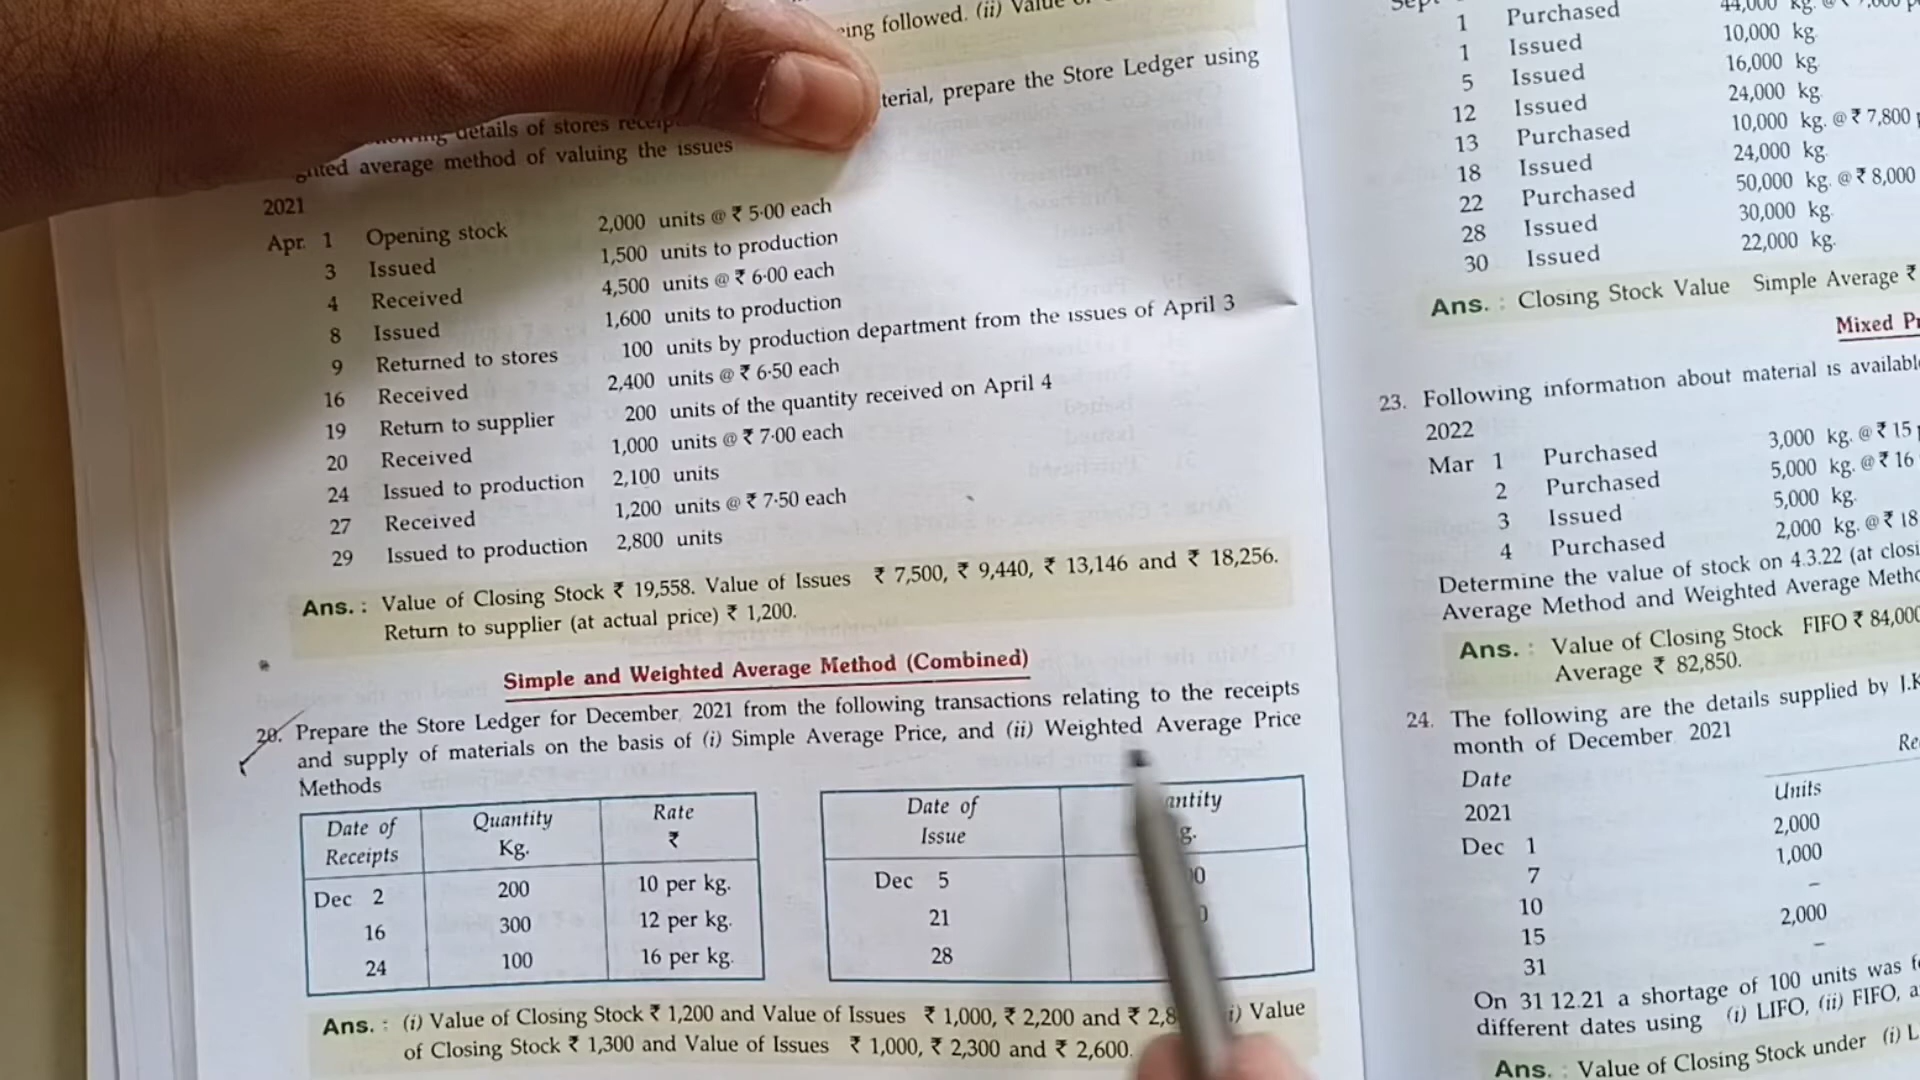 being followed. (ii) Value
terial, prepare the Store Ledger using
details of stores
average method of valuing the issues
2021
Apr. 1 Opening stock 2,000 units @ ₹ 5·00 each
3 Issued 1,500 units to production
4 Received 4,500 units @ ₹ 6·00 each
8 Issued 1,600 units to production
9 Returned to stores 100 units by production department from the issues of April 3
16 Received 2,400 units @ ₹ 6·50 each
19 Return to supplier 200 units of the quantity received on April 4
20 Received 1,000 units @ ₹ 7·00 each
24 Issued to production 2,100 units
27 Received 1,200 units @ ₹ 7·50 each
29 Issued to production 2,800 units
Ans. : Value of Closing Stock ₹ 19,558. Value of Issues ₹ 7,500, ₹ 9,440, ₹ 13,146 and ₹ 18,256.
Return to supplier (at actual price) ₹ 1,200.
Simple and Weighted Average Method (Combined)
20. Prepare the Store Ledger for December 2021 from the following transactions relating to the receipts
and supply of materials on the basis of (i) Simple Average Price, and (ii) Weighted Average Price
Methods
Date of Receipts Quantity Kg. Rate ₹
Dec 2 200 10 per kg.
16 300 12 per kg.
24 100 16 per kg.
Date of Issue
Dec 5
21
28
Ans. : (i) Value of Closing Stock ₹ 1,200 and Value of Issues ₹ 1,000, ₹ 2,200 and ₹ 2,8 i) Value
of Closing Stock ₹ 1,300 and Value of Issues ₹ 1,000, ₹ 2,300 and ₹ 2,600.
Sept
1 Purchased 44,000 kg. @ ₹
1 Issued 10,000 kg.
5 Issued 16,000 kg.
12 Issued 24,000 kg.
13 Purchased 10,000 kg. @ ₹ 7,800
18 Issued 24,000 kg.
22 Purchased 50,000 kg. @ ₹ 8,000
28 Issued 30,000 kg.
30 Issued 22,000 kg.
Ans. : Closing Stock Value Simple Average ₹
Mixed
23. Following information about material is
2022
Mar 1 Purchased 3,000 kg. @ ₹ 15
2 Purchased 5,000 kg. @ ₹ 16
3 Issued 5,000 kg.
4 Purchased 2,000 kg. @ ₹ 18
Determine the value of stock on 4.3.22 (at
Average Method and Weighted Average
Ans. : Value of Closing Stock FIFO ₹
Average ₹ 82,850.
24. The following are the details supplied by
month of December 2021
Date
2021 Units
Dec 1 2,000
7 1,000
10 –
15 2,000
31 –
On 31 12.21 a shortage of 100 units was
different dates using (i) LIFO, (ii) FIFO,
Ans. : Value of Closing Stock under (i)